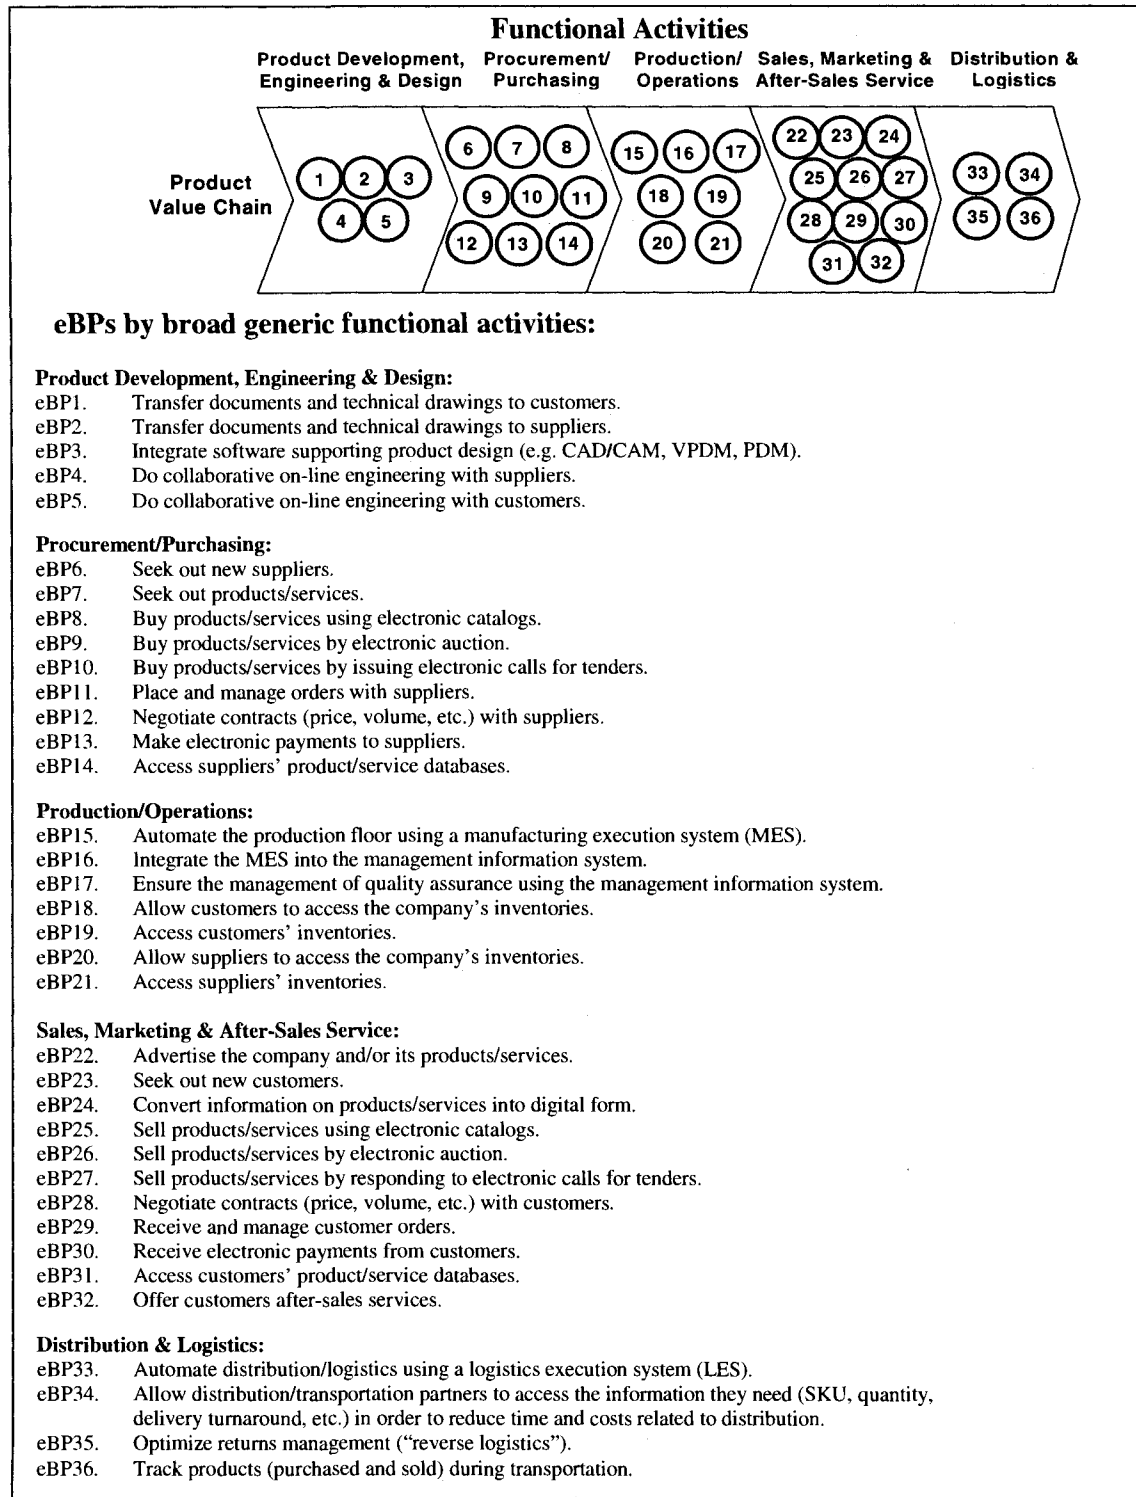 Functional Activities
Product Development, Procurement/ Production/ Sales, Marketing & Distribution &
Engineering & Design Purchasing Operations After-Sales Service Logistics
22 23 24
6 7 8 15 16 17
1 2 3 25 26 27 33 34
Product
Value Chain
9 10 11 18 19
4 5 28 29 30 35 36
12 13 14 20 21
31 32
eBPs by broad generic functional activities:
Product Development, Engineering & Design:
eBP1. Transfer documents and technical drawings to customers.
eBP2. Transfer documents and technical drawings to suppliers.
eBP3. Integrate software supporting product design (e.g. CAD/CAM, VPDM, PDM).
eBP4. Do collaborative on-line engineering with suppliers.
eBP5. Do collaborative on-line engineering with customers.
Procurement/Purchasing:
eBP6. Seek out new suppliers.
eBP7. Seek out products/services.
eBP8. Buy products/services using electronic catalogs.
eBP9. Buy products/services by electronic auction.
eBP10. Buy products/services by issuing electronic calls for tenders.
eBP11. Place and manage orders with suppliers.
eBP12. Negotiate contracts (price, volume, etc.) with suppliers.
eBP13. Make electronic payments to suppliers.
eBP14. Access suppliers' product/service databases.
Production/Operations:
eBP15. Automate the production floor using a manufacturing execution system (MES).
eBP16. Integrate the MES into the management information system.
eBP17. Ensure the management of quality assurance using the management information system.
eBP18. Allow customers to access the company's inventories.
eBP19. Access customers' inventories.
eBP20. Allow suppliers to access the company's inventories.
eBP21. Access suppliers' inventories.
Sales, Marketing & After-Sales Service:
eBP22. Advertise the company and/or its products/services.
eBP23. Seek out new customers.
eBP24. Convert information on products/services into digital form.
eBP25. Sell products/services using electronic catalogs.
eBP26. Sell products/services by electronic auction.
eBP27. Sell products/services by responding to electronic calls for tenders.
eBP28. Negotiate contracts (price, volume, etc.) with customers.
eBP29. Receive and manage customer orders.
eBP30. Receive electronic payments from customers.
eBP31. Access customers' product/service databases.
eBP32. Offer customers after-sales services.
Distribution & Logistics:
eBP33. Automate distribution/logistics using a logistics execution system (LES).
eBP34. Allow distribution/transportation partners to access the information they need (SKU, quantity,
delivery turnaround, etc.) in order to reduce time and costs related to distribution.
eBP35. Optimize returns management ("reverse logistics").
eBP36. Track products (purchased and sold) during transportation.